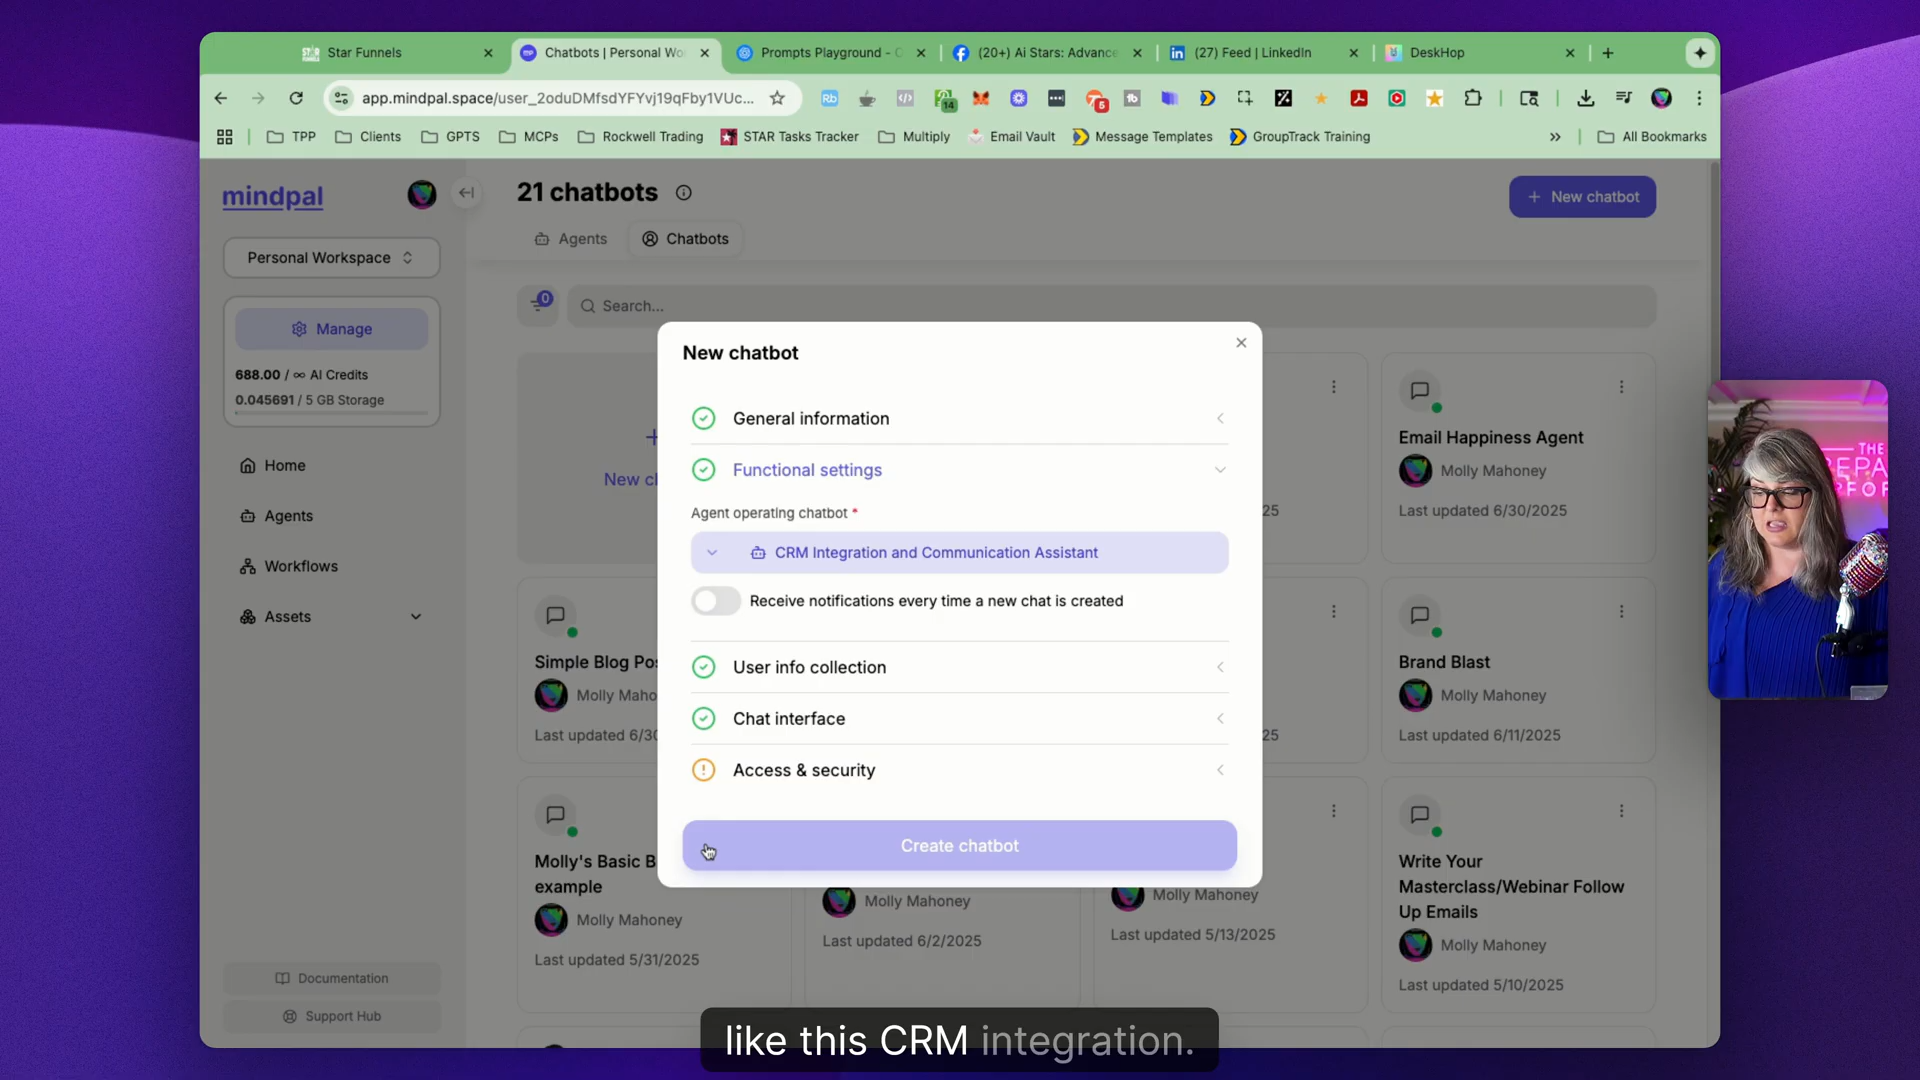 Star Funnels
Chatbots | Personal Wo
Prompts Playground -
(20+) Ai Stars: Advance
(27) Feed | LinkedIn
DeskHop
app.mindpal.space/user_2oduDMfsdYFYvj19qFby1VUc...
TPP
Clients
GPTS
MCPs
Rockwell Trading
STAR Tasks Tracker
Multiply
Email Vault
Message Templates
GroupTrack Training
All Bookmarks
mindpal
Personal Workspace
Manage
688.00 / ∞ AI Credits
0.045691 / 5 GB Storage
Home
Agents
Workflows
Assets
Documentation
Support Hub
21 chatbots
+ New chatbot
Agents
Chatbots
0
Search...
New chatbot
General information
Functional settings
Agent operating chatbot *
CRM Integration and Communication Assistant
Receive notifications every time a new chat is created
User info collection
Chat interface
Access & security
Create chatbot
Email Happiness Agent
Molly Mahoney
Last updated 6/30/2025
Brand Blast
Molly Mahoney
Last updated 6/11/2025
Molly's Basic B
example
Molly Mahoney
Last updated 5/31/2025
Molly Mahoney
Last updated 6/2/2025
Molly Mahoney
Last updated 5/13/2025
Write Your
Masterclass/Webinar Follow
Up Emails
Molly Mahoney
Last updated 5/10/2025
Simple Blog Pos
Molly Maho
Last updated 6/30
THE
like this CRM integration.